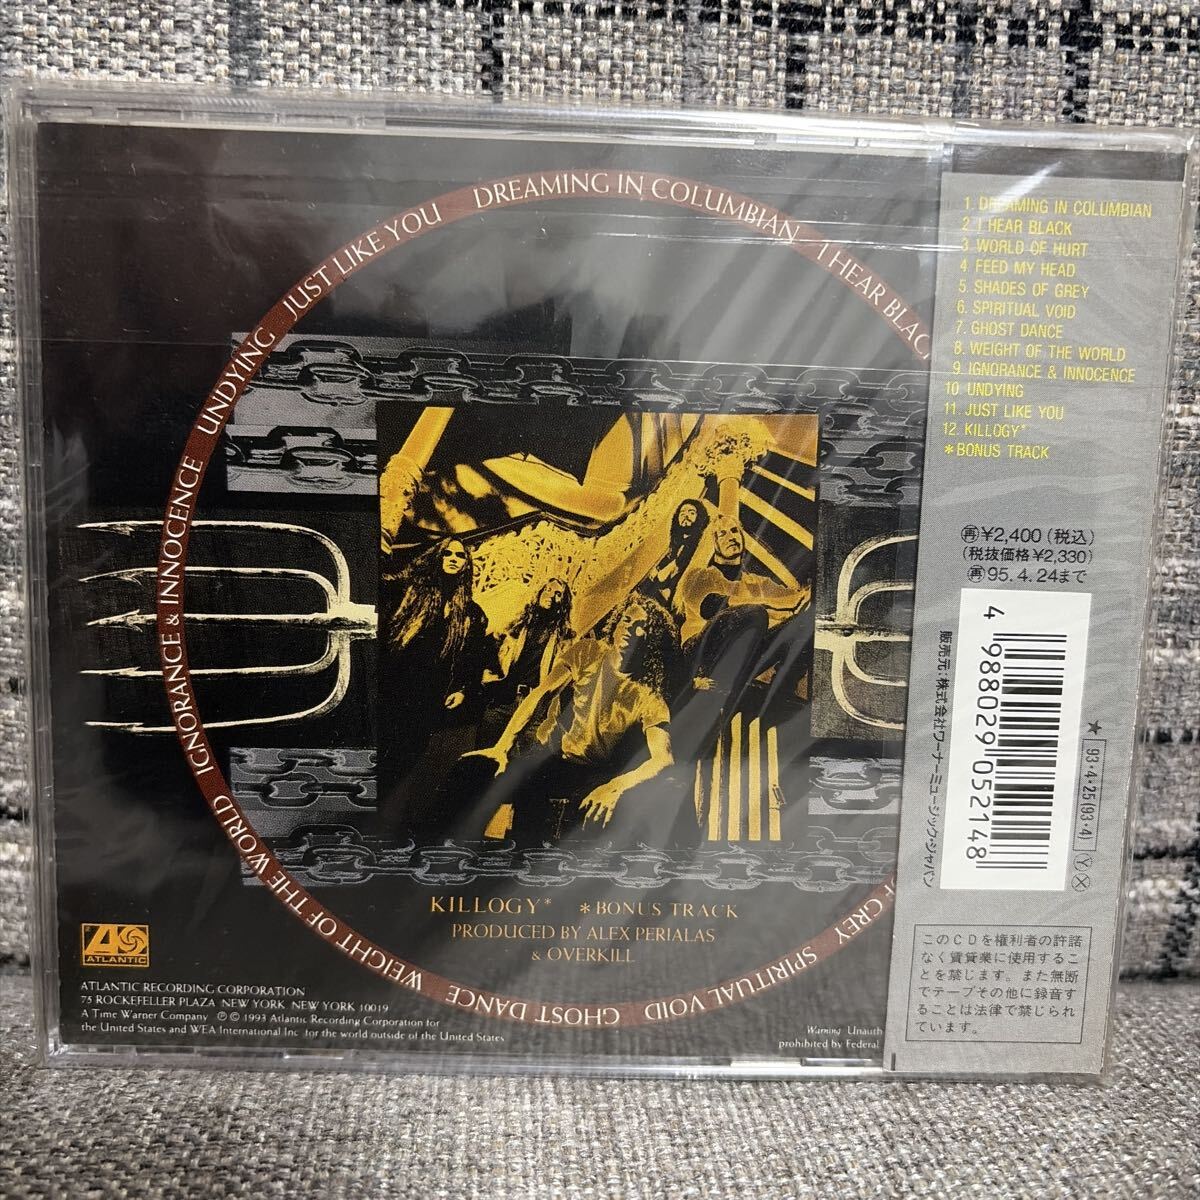 DREAMING IN COLUMBIAN
I HEAR BLAC
OF GREY
SPIRITUAL VOID
GHOST DANCE
WEIGHT OF THE WORLD
IGNORANCE & INNOCENCE
UNDYING
JUST LIKE YOU
KILLOGY* *BONUS TRACK
PRODUCED BY ALEX PERIALAS
& OVERKILL
ATLANTIC
ATLANTIC RECORDING CORPORATION
75 ROCKEFELLER PLAZA NEW YORK NEW YORK 10019
A Time Warner Company ℗ © 1993 Atlantic Recording Corporation for
the United States and WEA International Inc for the world outside of the United States
Warning Unauth
prohibited by Federal
1. DREAMING IN COLUMBIAN
2. I HEAR BLACK
3. WORLD OF HURT
4. FEED MY HEAD
5. SHADES OF GREY
6. SPIRITUAL VOID
7. GHOST DANCE
8. WEIGHT OF THE WORLD
9. IGNORANCE & INNOCENCE
10. UNDYING
11. JUST LIKE YOU
12. KILLOGY*
*BONUS TRACK
再¥2,400(税込)
(税抜価格¥2,330)
再95.4.24まで
4 988029 052148
販売元:株式会社ワーナーミュージック・ジャパン
★ 93・4・25(93・4) Y X
このCDを権利者の許諾
なく賃貸業に使用するこ
とを禁じます。また無断
でテープその他に録音す
ることは法律で禁じられ
ています。